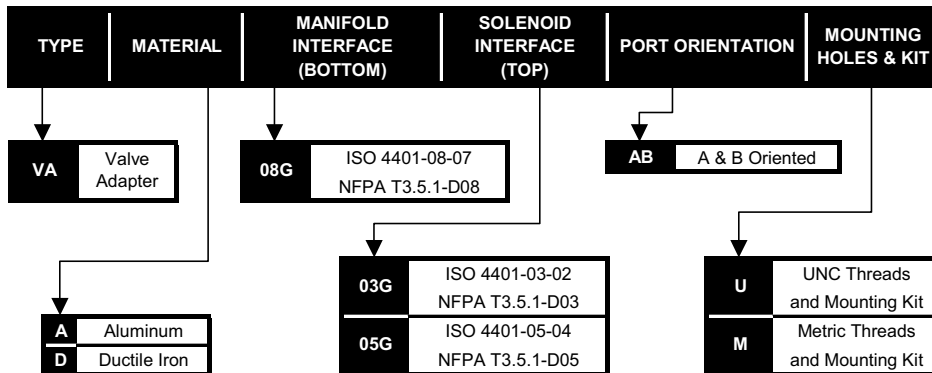 TYPE
MATERIAL
MANIFOLD
INTERFACE
(BOTTOM)
SOLENOID
INTERFACE
(TOP)
PORT ORIENTATION
MOUNTING
HOLES & KIT
VA
Valve
Adapter
08G
ISO 4401-08-07
NFPA T3.5.1-D08
AB
A & B Oriented
A
Aluminum
D
Ductile Iron
03G
ISO 4401-03-02
NFPA T3.5.1-D03
05G
ISO 4401-05-04
NFPA T3.5.1-D05
U
UNC Threads
and Mounting Kit
M
Metric Threads
and Mounting Kit